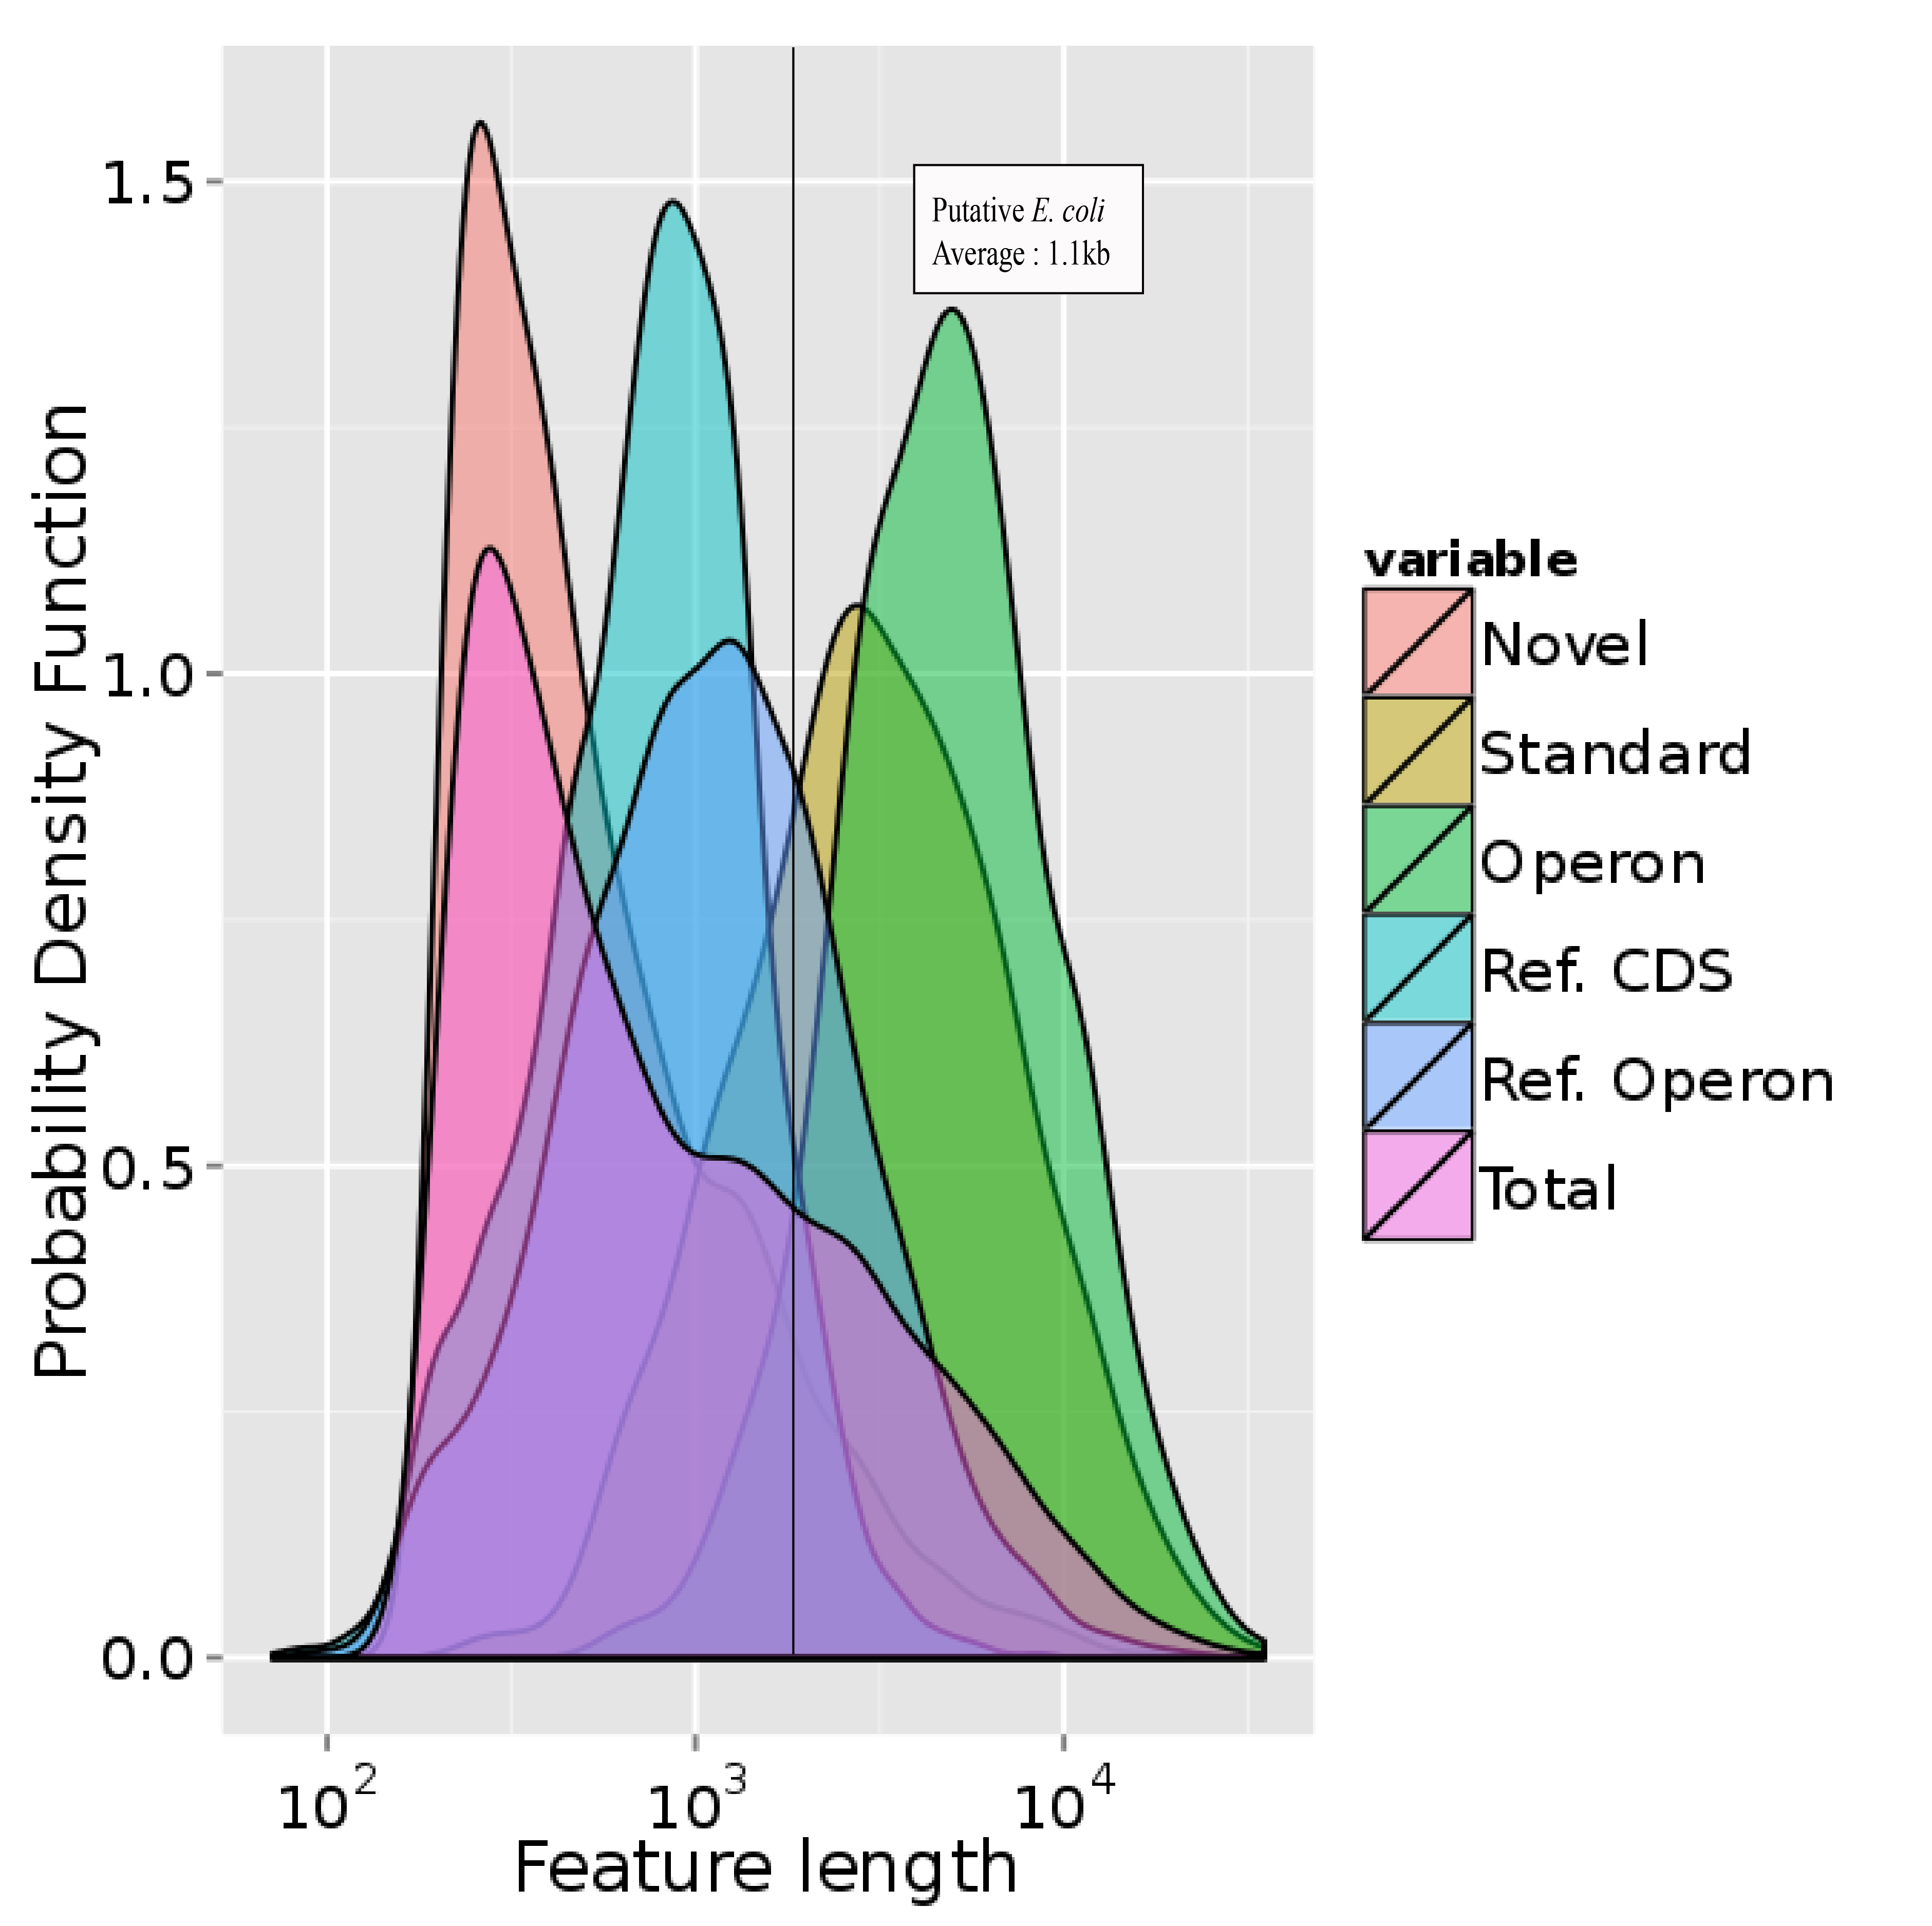 Probability Density Function
1.5
1.0
0.5
0.0
Putative E. coli
Average : 1.1kb
10²
10³
10⁴
Feature length
variable
Novel
Standard
Operon
Ref. CDS
Ref. Operon
Total